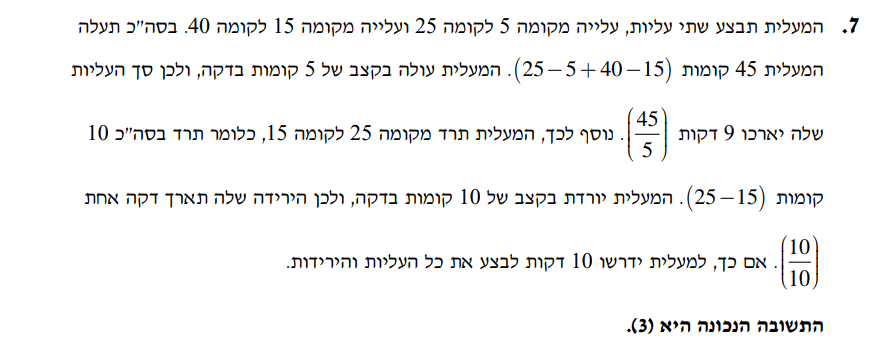 7. המעלית תבצע שתי עליות, עלייה מקומה 5 לקומה 25 ועלייה מקומה 15 לקומה 40. בסה"כ תעלה
המעלית 45 קומות (25−5+40−15). המעלית עולה בקצב של 5 קומות בדקה, ולכן סך העליות
שלה יארכו 9 דקות (45/5). נוסף לכך, המעלית תרד מקומה 25 לקומה 15, כלומר תרד בסה"כ 10
קומות (25−15). המעלית יורדת בקצב של 10 קומות בדקה, ולכן הירידה שלה תארך דקה אחת
(10/10). אם כך, למעלית ידרשו 10 דקות לבצע את כל העליות והירידות.
התשובה הנכונה היא (3).